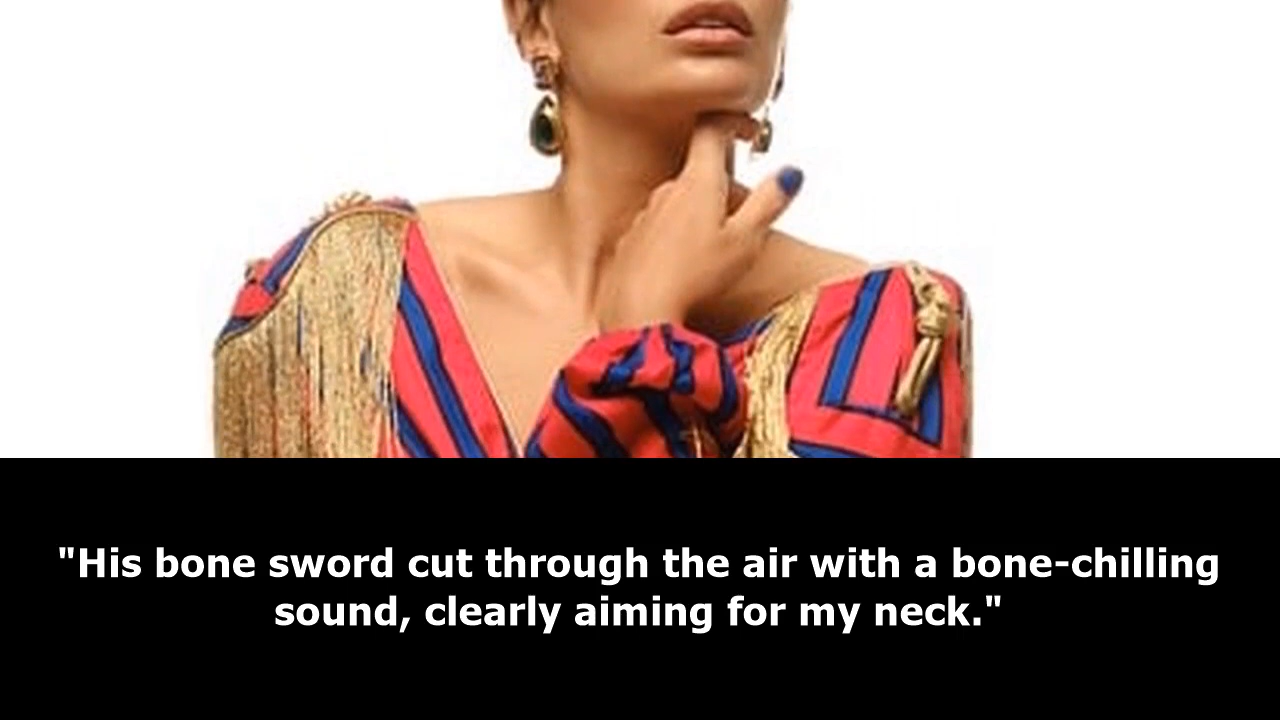 "His bone sword cut through the air with a bone-chilling
sound, clearly aiming for my neck."